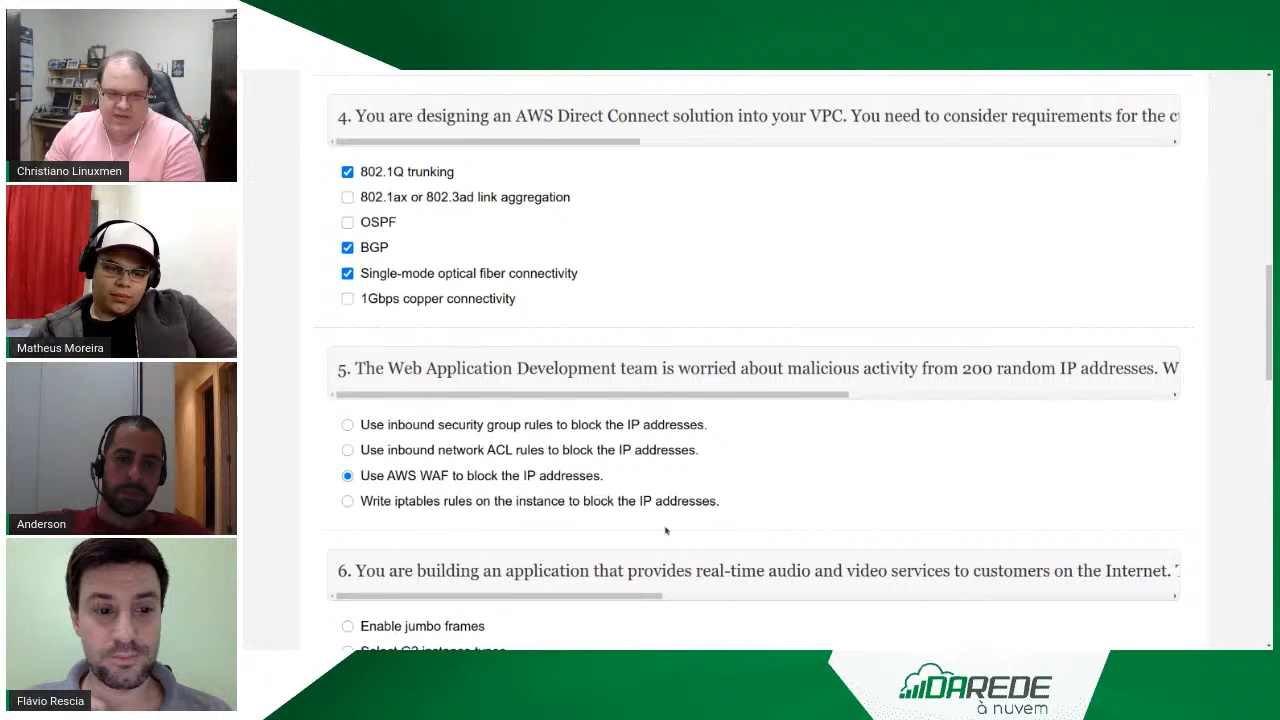 Christiano Linuxmen
Matheus Moreira
Anderson
Flávio Rescia
4. You are designing an AWS Direct Connect solution into your VPC. You need to consider requirements for the
802.1Q trunking
802.1ax or 802.3ad link aggregation
OSPF
BGP
Single-mode optical fiber connectivity
1Gbps copper connectivity
5. The Web Application Development team is worried about malicious activity from 200 random IP addresses.
Use inbound security group rules to block the IP addresses.
Use inbound network ACL rules to block the IP addresses.
Use AWS WAF to block the IP addresses.
Write iptables rules on the instance to block the IP addresses.
6. You are building an application that provides real-time audio and video services to customers on the Internet.
Enable jumbo frames
DAREDE
à nuvem